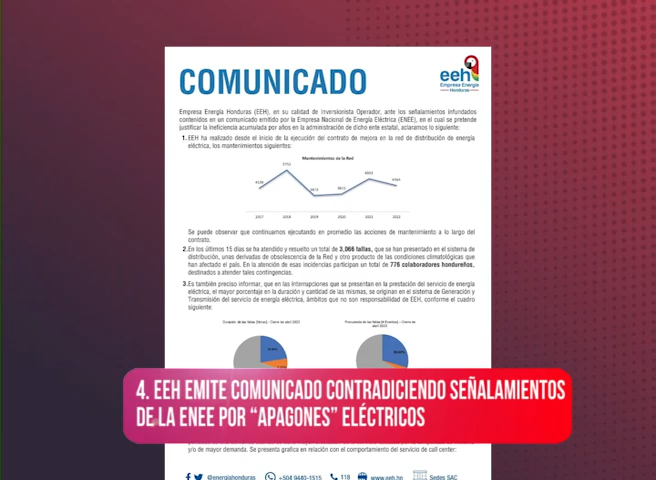 COMUNICADO
eeh
Empresa Energía
Honduras
Empresa Energía Honduras (EEH), en su calidad de Inversionista Operador, ante los señalamientos infundados
contenidos en un comunicado emitido por la Empresa Nacional de Energía Eléctrica (ENEE), en el cual se pretende
justificar la ineficiencia acumulada por años en la administración de dicho ente estatal, aclaramos lo siguiente:
1. EEH ha realizado desde el inicio de la ejecución del contrato de mejora en la red de distribución de energía
eléctrica, los mantenimientos siguientes:
Mantenimientos de la Red
2017 2018 2019 2020 2021 2022
Se puede observar que continuamos ejecutando en promedio las acciones de mantenimiento a lo largo del
contrato.
2. En los últimos 15 días se ha atendido y resuelto un total de 3,066 fallas, que se han presentado en el sistema de
distribución, unas derivadas de obsolescencia de la Red y otro producto de las condiciones climatológicas que
han afectado el país. En la atención de esas incidencias participan un total de 776 colaboradores hondureños,
destinados a atender tales contingencias.
3. Es también preciso informar, que en las interrupciones que se presentan en la prestación del servicio de energía
eléctrica, el mayor porcentaje en la duración y cantidad de las mismas, se originan en el sistema de Generación y
Transmisión del servicio de energía eléctrica, ámbitos que no son responsabilidad de EEH, conforme el cuadro
siguiente:
4. EEH EMITE COMUNICADO CONTRADICIENDO SEÑALAMIENTOS
DE LA ENEE POR “APAGONES” ELÉCTRICOS
y/o de mayor demanda. Se presenta grafica en relación con el comportamiento del servicio de call center:
@energiahonduras +504 9440-1515 118 www.eeh.hn Sedes SAC